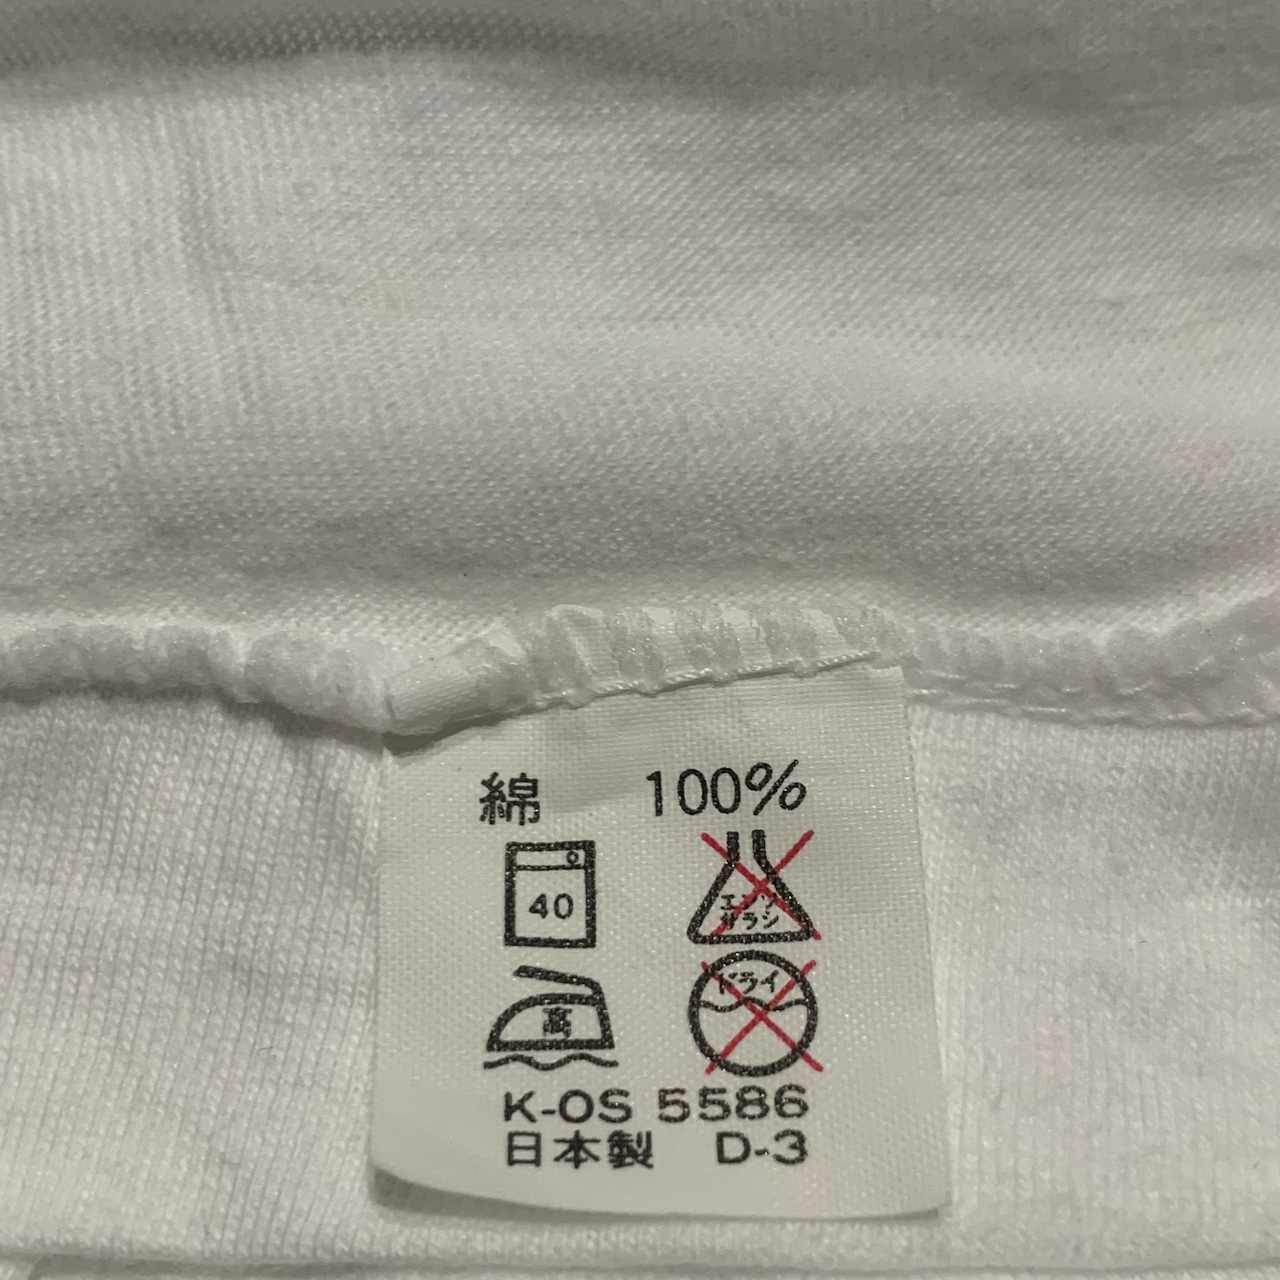 綿 100%
40
エンソ
サラシ
高
ドライ
K-OS 5586
日本製 D-3